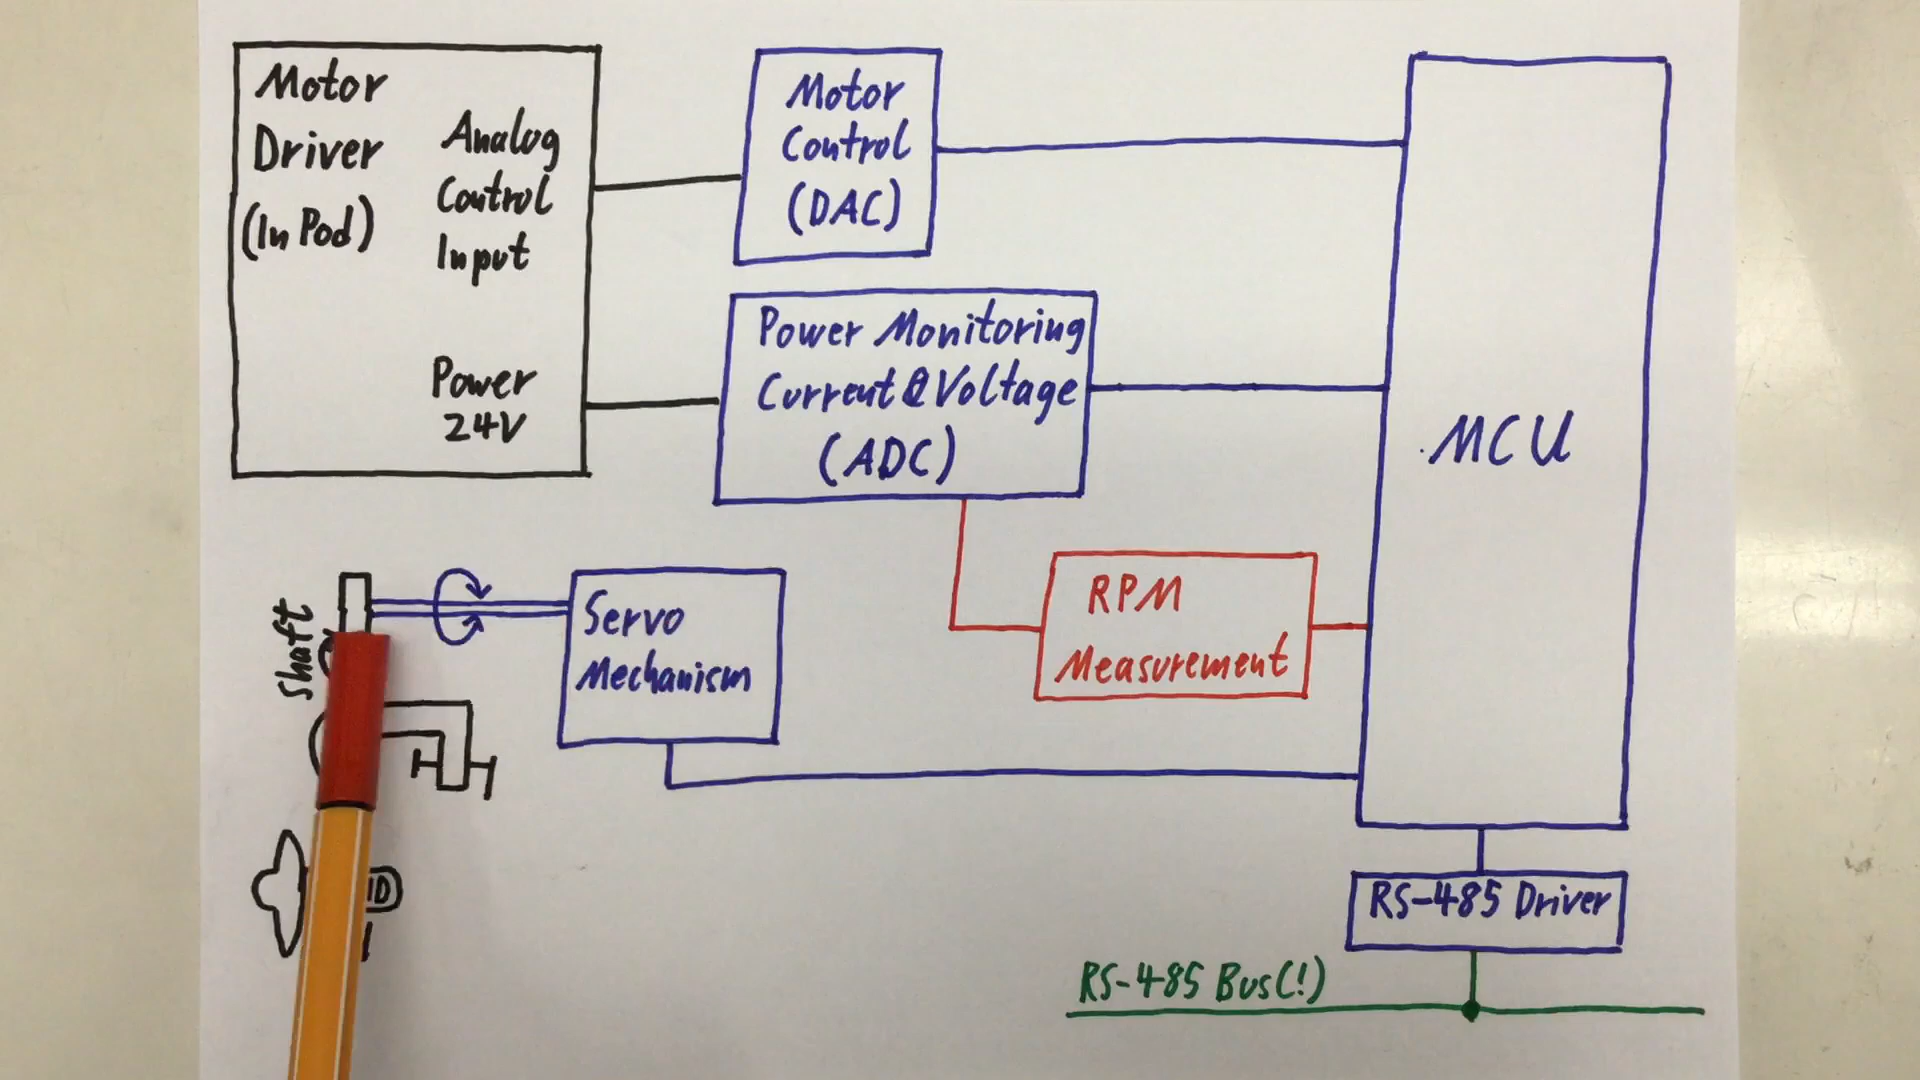 Motor
Driver
(In Pod)
Analog
Control
Input
Power
24V
Motor
Control
(DAC)
Power Monitoring
Current & Voltage
(ADC)
MCU
RPM
Measurement
Servo
Mechanism
Shaft
RS-485 Driver
RS-485 Bus(!)